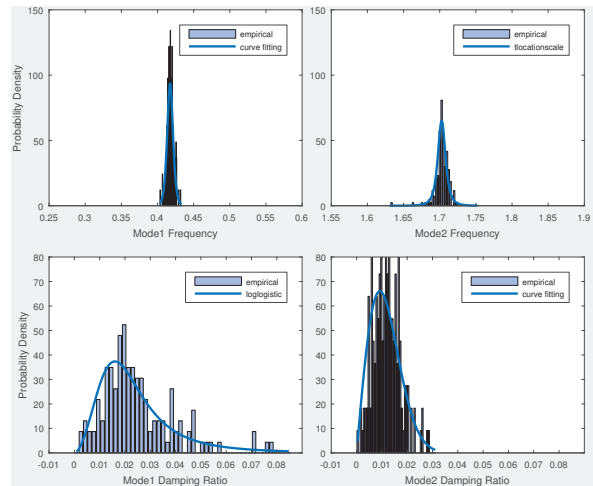 150
100
50
0
Probability Density
0.25 0.3 0.35 0.4 0.45 0.5 0.55 0.6
Mode1 Frequency
empirical
curve fitting
150
100
50
0
1.55 1.6 1.65 1.7 1.75 1.8 1.85 1.9
Mode2 Frequency
empirical
tlocationscale
80
70
60
50
40
30
20
10
0
Probability Density
-0.01 0 0.01 0.02 0.03 0.04 0.05 0.06 0.07 0.08
Mode1 Damping Ratio
empirical
loglogistic
80
70
60
50
40
30
20
10
0
-0.01 0 0.01 0.02 0.03 0.04 0.05 0.06 0.07 0.08
Mode2 Damping Ratio
empirical
curve fitting